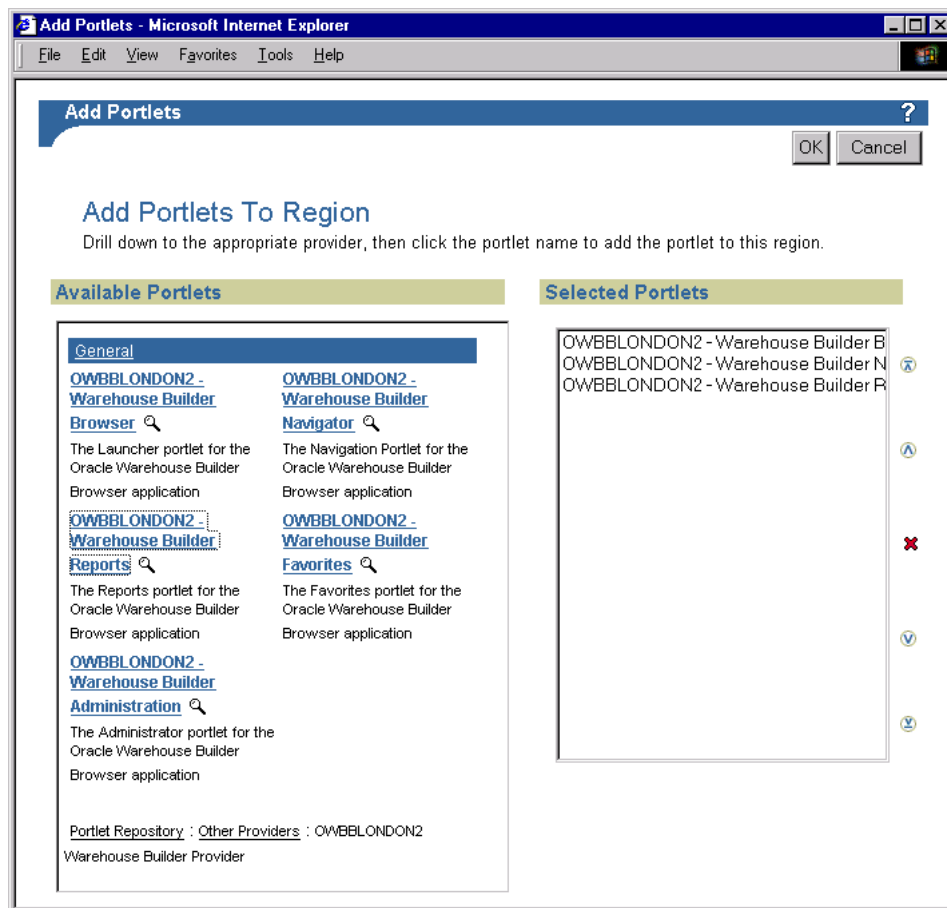 Add Portlets - Microsoft Internet Explorer
File Edit View Favorites Tools Help
Add Portlets ?
OK Cancel
Add Portlets To Region
Drill down to the appropriate provider, then click the portlet name to add the portlet to this region.
Available Portlets
General
OWBBLONDON2 -
Warehouse Builder
Browser
The Launcher portlet for the
Oracle Warehouse Builder
Browser application
OWBBLONDON2 -
Warehouse Builder
Navigator
The Navigation Portlet for the
Oracle Warehouse Builder
Browser application
OWBBLONDON2 -
Warehouse Builder
Reports
The Reports portlet for the
Oracle Warehouse Builder
Browser application
OWBBLONDON2 -
Warehouse Builder
Favorites
The Favorites portlet for the
Oracle Warehouse Builder
Browser application
OWBBLONDON2 -
Warehouse Builder
Administration
The Administrator portlet for the
Oracle Warehouse Builder
Browser application
Portlet Repository : Other Providers : OWBBLONDON2
Warehouse Builder Provider
Selected Portlets
OWBBLONDON2 - Warehouse Builder B
OWBBLONDON2 - Warehouse Builder N
OWBBLONDON2 - Warehouse Builder R